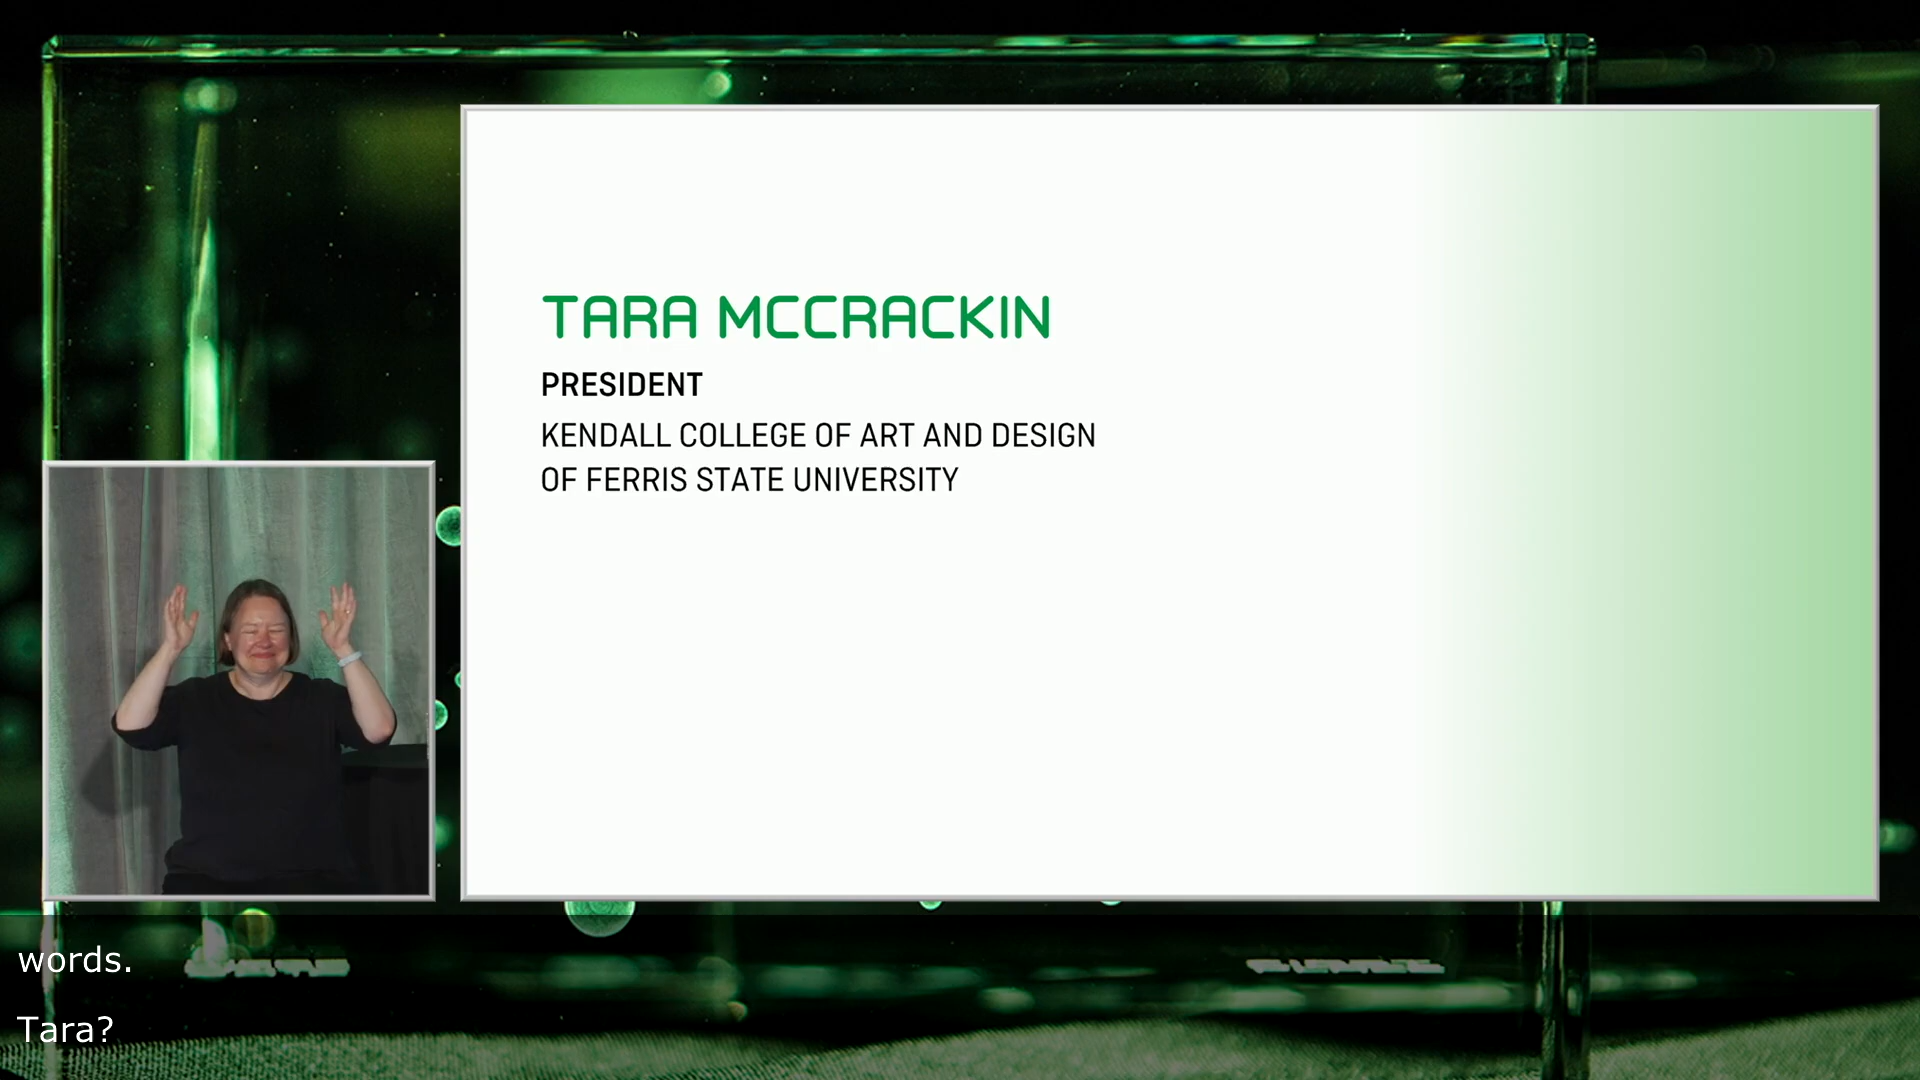 TARA MCCRACKIN
PRESIDENT
KENDALL COLLEGE OF ART AND DESIGN
OF FERRIS STATE UNIVERSITY
words.
Tara?